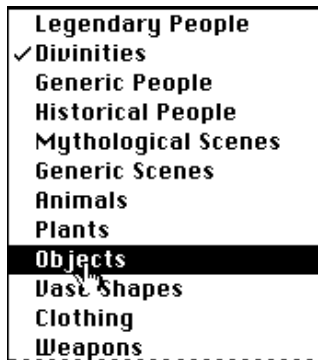 Legendary People
✓Divinities
Generic People
Historical People
Mythological Scenes
Generic Scenes
Animals
Plants
Objects
Vase Shapes
Clothing
Weapons